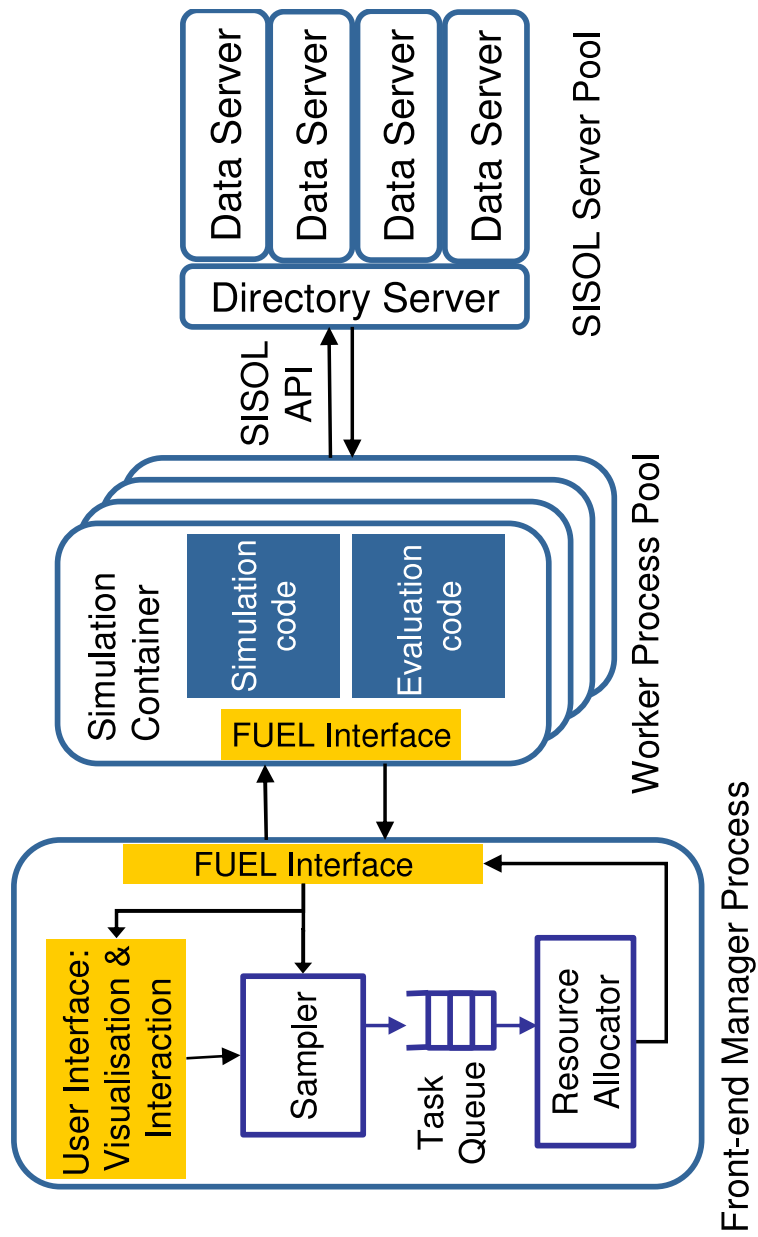 User Interface:
Visualisation &
Interaction
Sampler
Task
Queue
Resource
Allocator
FUEL Interface
Front-end Manager Process
Simulation
Container
FUEL Interface
Simulation
code
Evaluation
code
Worker Process Pool
SISOL
API
Directory Server
Data Server
Data Server
Data Server
Data Server
SISOL Server Pool